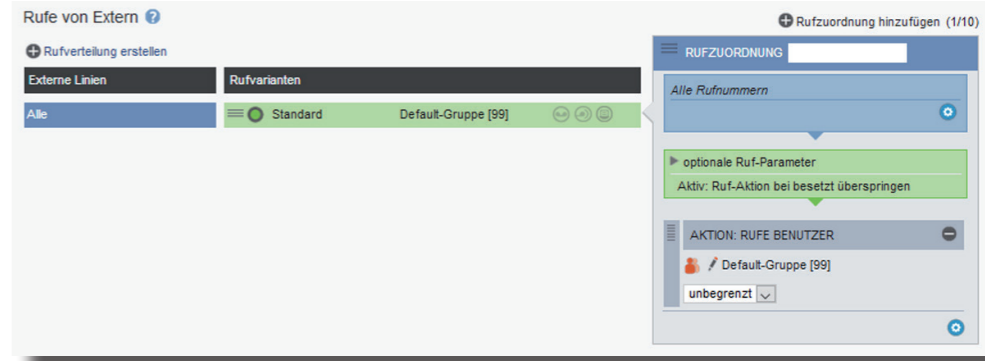 Rufe von Extern
Rufzuordnung hinzufügen (1/10)
Rufverteilung erstellen
Externe Linien
Rufvarianten
Alle
Standard
Default-Gruppe [99]
RUFZUORDNUNG
Alle Rufnummern
optionale Ruf-Parameter
Aktiv: Ruf-Aktion bei besetzt überspringen
AKTION: RUFE BENUTZER
Default-Gruppe [99]
unbegrenzt